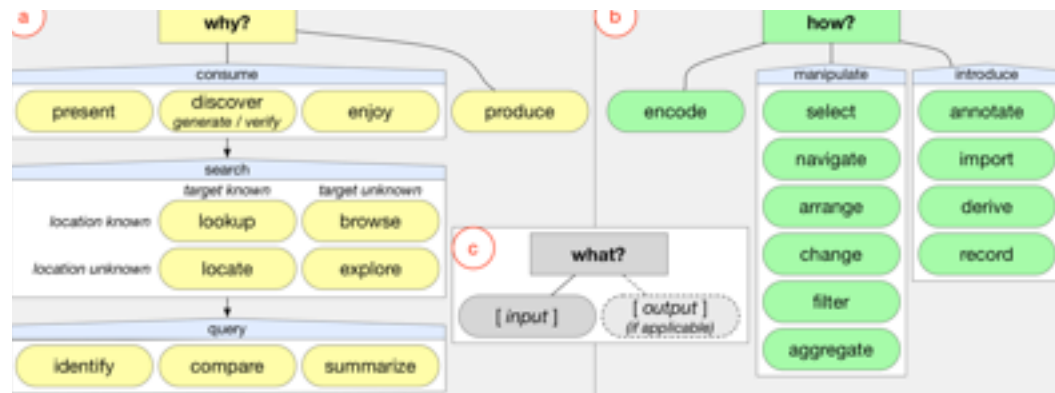 a
why?
consume
present
discover
generate / verify
enjoy
produce
search
target known
target unknown
location known
lookup
browse
location unknown
locate
explore
query
identify
compare
summarize
b
how?
encode
manipulate
select
navigate
arrange
change
filter
aggregate
introduce
annotate
import
derive
record
c
what?
[ input ]
[ output ]
(if applicable)